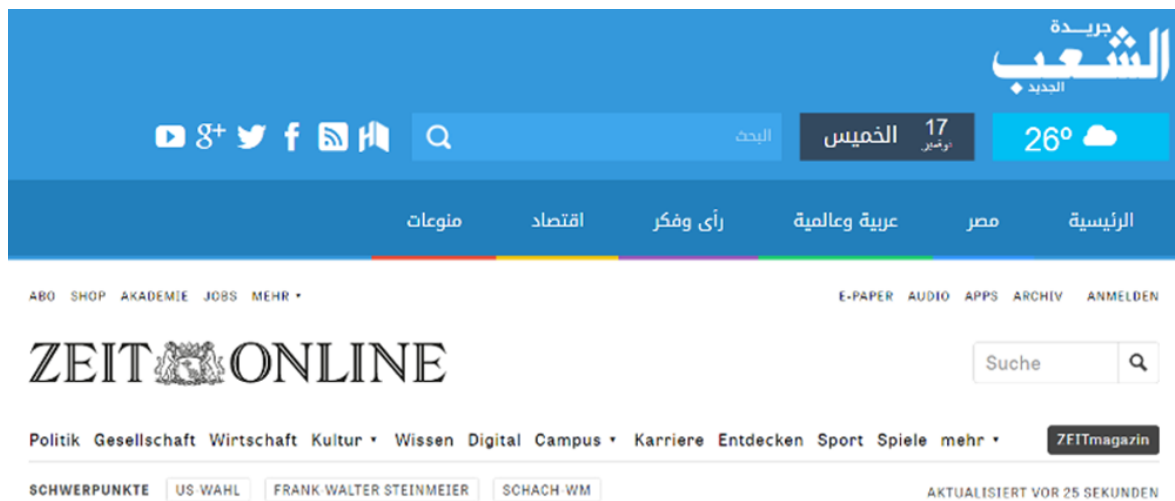 جريدة
الشعب
الجديد
26° 17 نوفمبر الخميس البحث
الرئيسية مصر عربية وعالمية رأى وفكر اقتصاد منوعات
ABO SHOP AKADEMIE JOBS MEHR E-PAPER AUDIO APPS ARCHIV ANMELDEN
ZEIT ONLINE
Suche
Politik Gesellschaft Wirtschaft Kultur Wissen Digital Campus Karriere Entdecken Sport Spiele mehr ZEITmagazin
SCHWERPUNKTE US-WAHL FRANK-WALTER STEINMEIER SCHACH-WM AKTUALISIERT VOR 25 SEKUNDEN